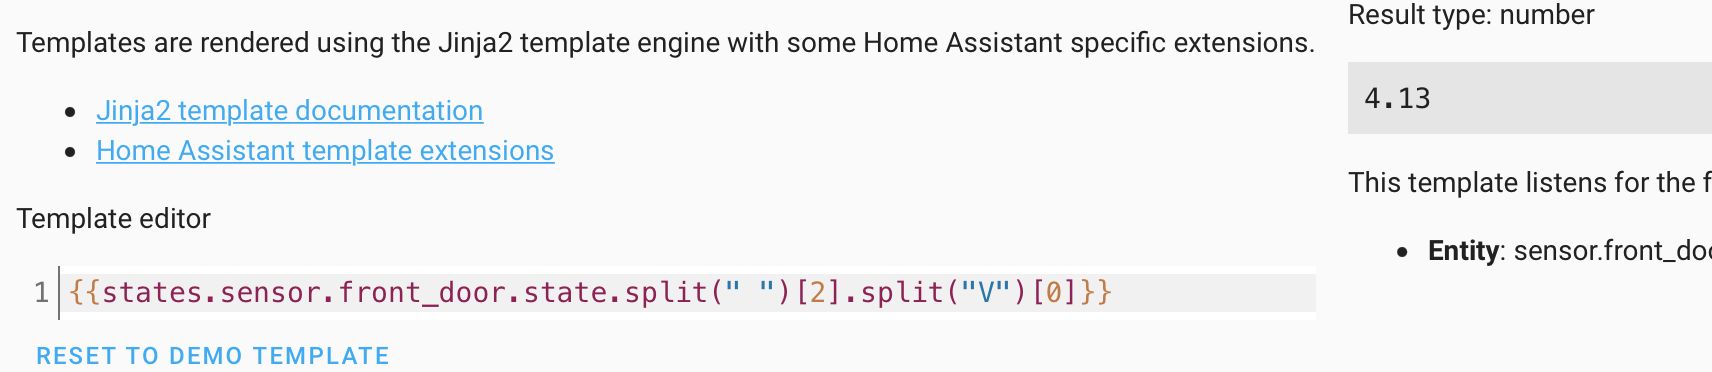 Templates are rendered using the Jinja2 template engine with some Home Assistant specific extensions.
Jinja2 template documentation
Home Assistant template extensions
Template editor
1 {{states.sensor.front_door.state.split(" ")[2].split("V")[0]}}
RESET TO DEMO TEMPLATE
Result type: number
4.13
This template listens for the
Entity: sensor.front_